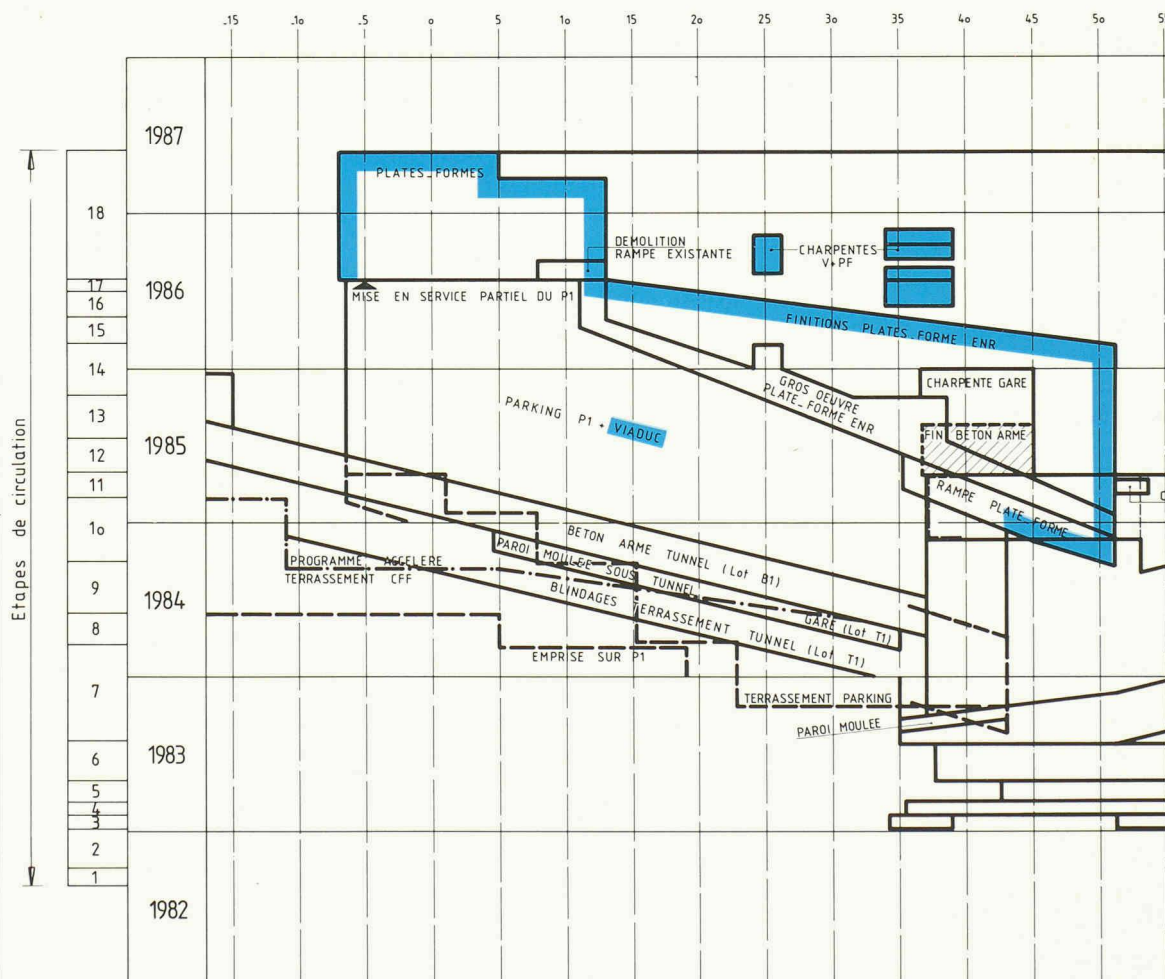 -15 -10 -5 0 5 10 15 20 25 30 35 40 45 50
1987
PLATES-FORMES
18
DEMOLITION
RAMPE EXISTANTE
CHARPENTES
V+PF
17
1986
MISE EN SERVICE PARTIEL DU P1
16
FINITIONS PLATES-FORME ENR
15
14
GROS OEUVRE
PLATE-FORME ENR
CHARPENTE GARE
13
PARKING P1 + VIADUC
FIN BETON ARME
1985
12
11
RAMPE PLATE-FORME
10
BETON ARME TUNNEL (Lot B1)
PAROI MOULEE SOUS TUNNEL
PROGRAMME ACCELERE
TERRASSEMENT CFF
9
BLINDAGES TERRASSEMENT TUNNEL (Lot T1)
GARE (Lot T1)
1984
8
EMPRISE SUR P1
7
TERRASSEMENT PARKING
PAROI MOULEE
1983
6
5
4
3
2
1
1982
Etapes de circulation